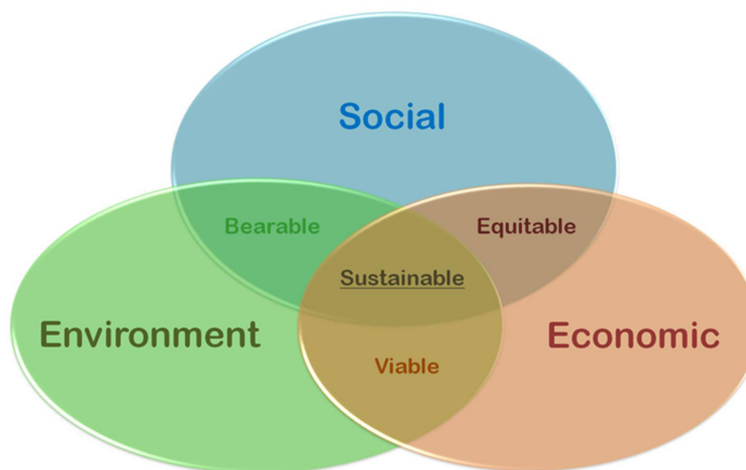 Social
Bearable
Equitable
Sustainable
Environment
Economic
Viable